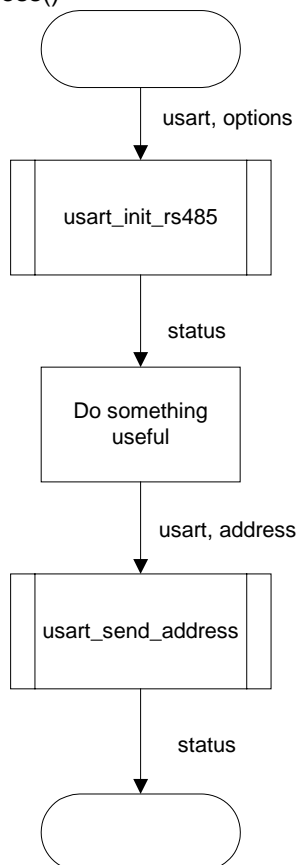 usart, options
usart_init_rs485
status
Do something
useful
usart, address
usart_send_address
status